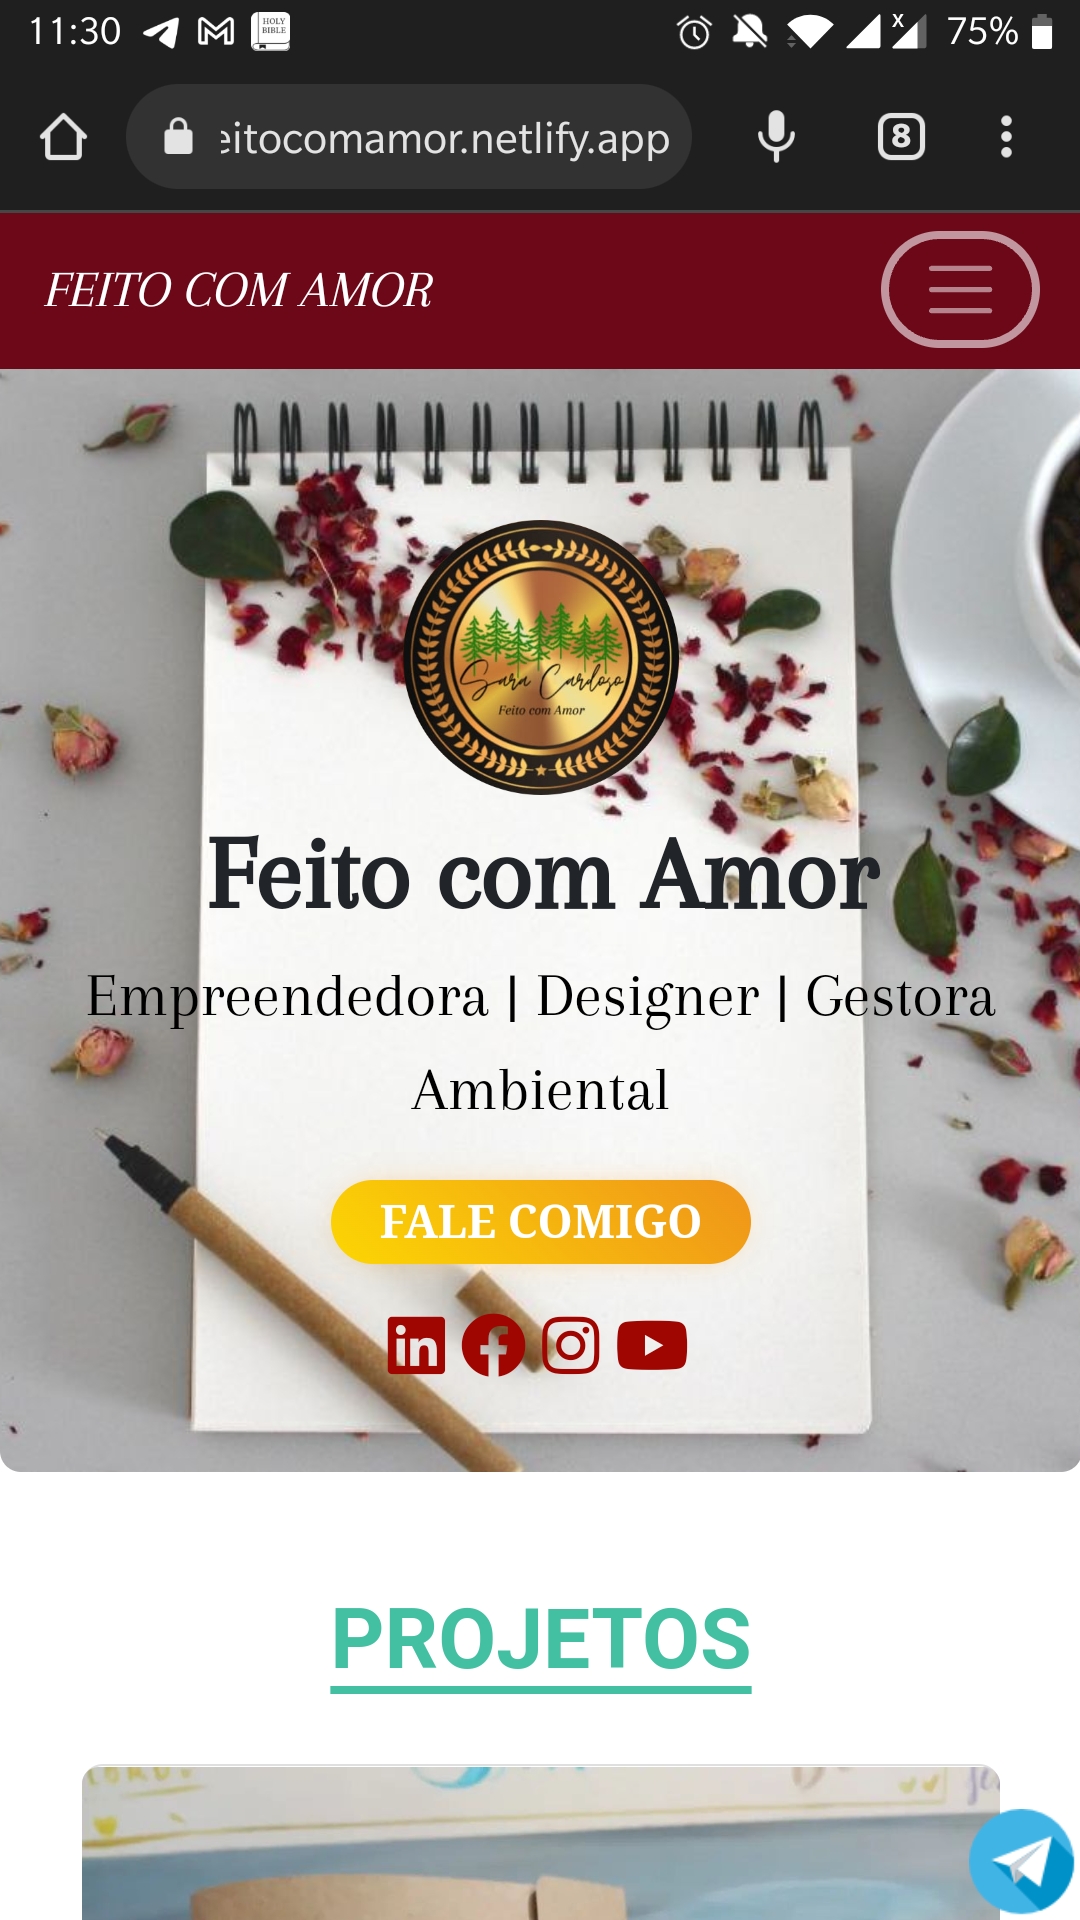 11:30
HOLY
BIBLE
X
75%
eitocomamor.netlify.app
8
FEITO COM AMOR
Sara Cardoso
Feito com Amor
Feito com Amor
Empreendedora | Designer | Gestora
Ambiental
FALE COMIGO
in
PROJETOS